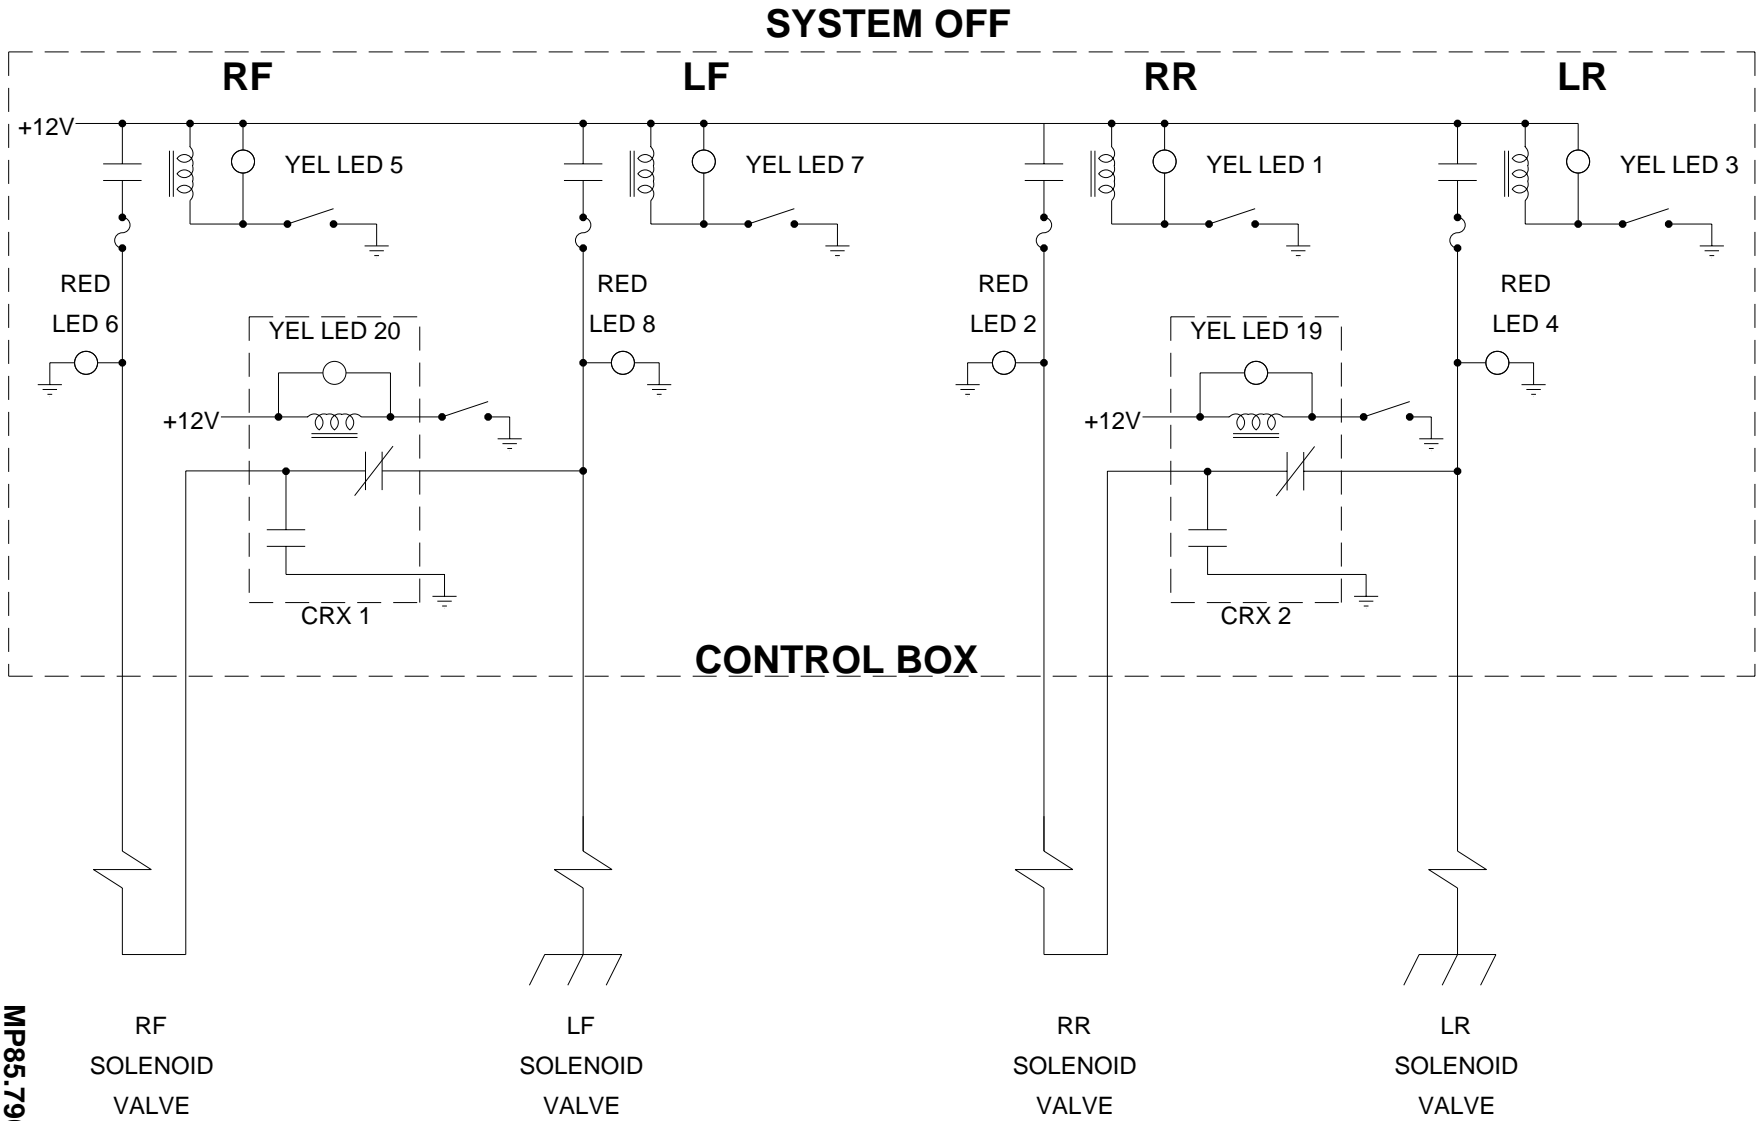 SYSTEM OFF
RF LF RR LR
+12V
YEL LED 5 YEL LED 7 YEL LED 1 YEL LED 3
RED RED RED RED
LED 6 LED 8 LED 2 LED 4
YEL LED 20 YEL LED 19
+12V +12V
CRX 1 CRX 2
CONTROL BOX
RF LF RR LR
SOLENOID SOLENOID SOLENOID SOLENOID
VALVE VALVE VALVE VALVE
MP85.79